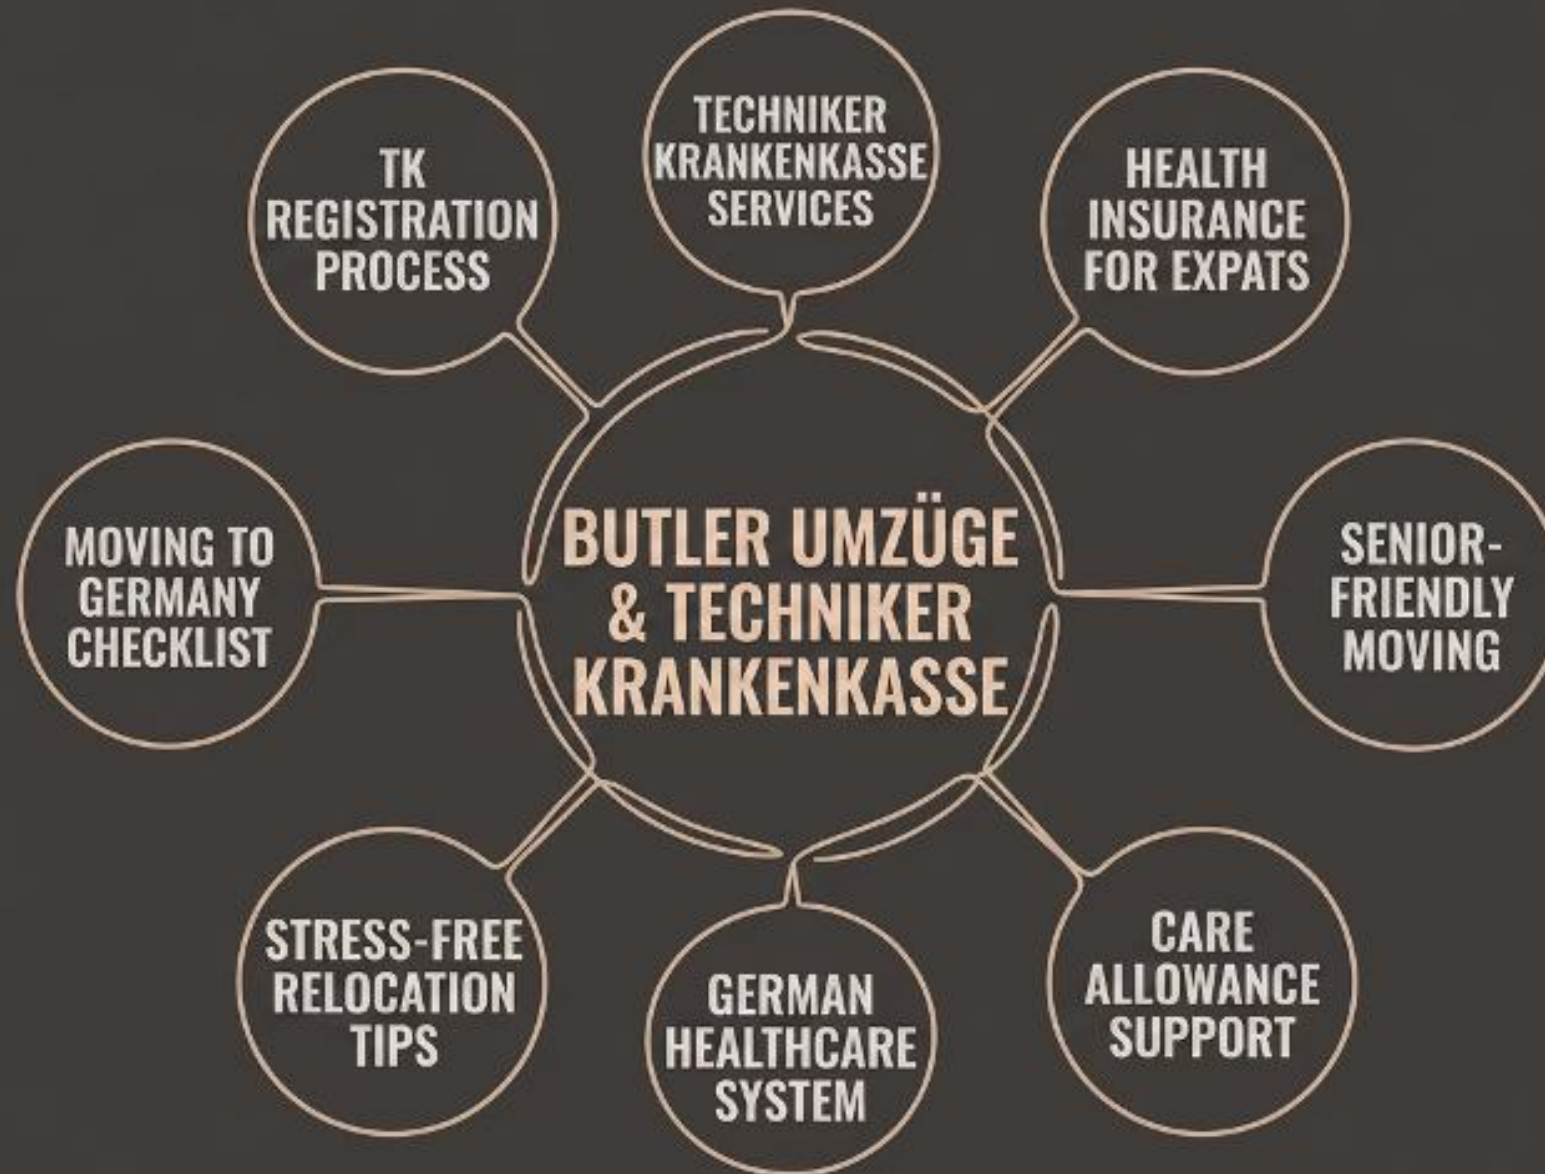 TECHNIKER
KRANKENKASSE
SERVICES
TK
REGISTRATION
PROCESS
HEALTH
INSURANCE
FOR EXPATS
BUTLER UMZÜGE
& TECHNIKER
KRANKENKASSE
MOVING TO
GERMANY
CHECKLIST
SENIOR-
FRIENDLY
MOVING
STRESS-FREE
RELOCATION
TIPS
GERMAN
HEALTHCARE
SYSTEM
CARE
ALLOWANCE
SUPPORT